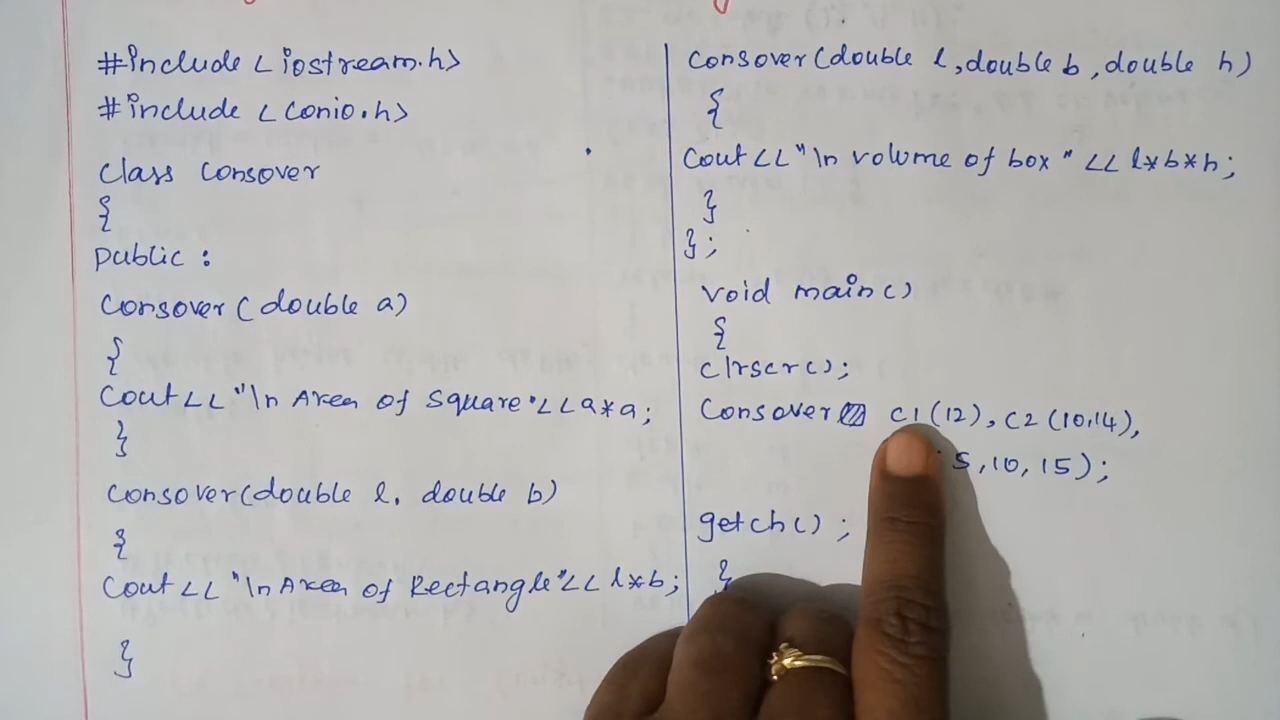 #include <iostream.h>
#include <conio.h>
class Consover
{
public :
Consover (double a)
{
Cout<<"\n Area of Square"<<a*a;
}
Consover(double l, double b)
{
Cout<<"\n Area of Rectangle"<< l*b;
}
Consover(double l, double b, double h)
{
Cout<<"\n volume of box" << l*b*h;
}
};
void main()
{
clrscr();
Consover C1(12), C2 (10,14),
5, 10, 15);
getch();
}